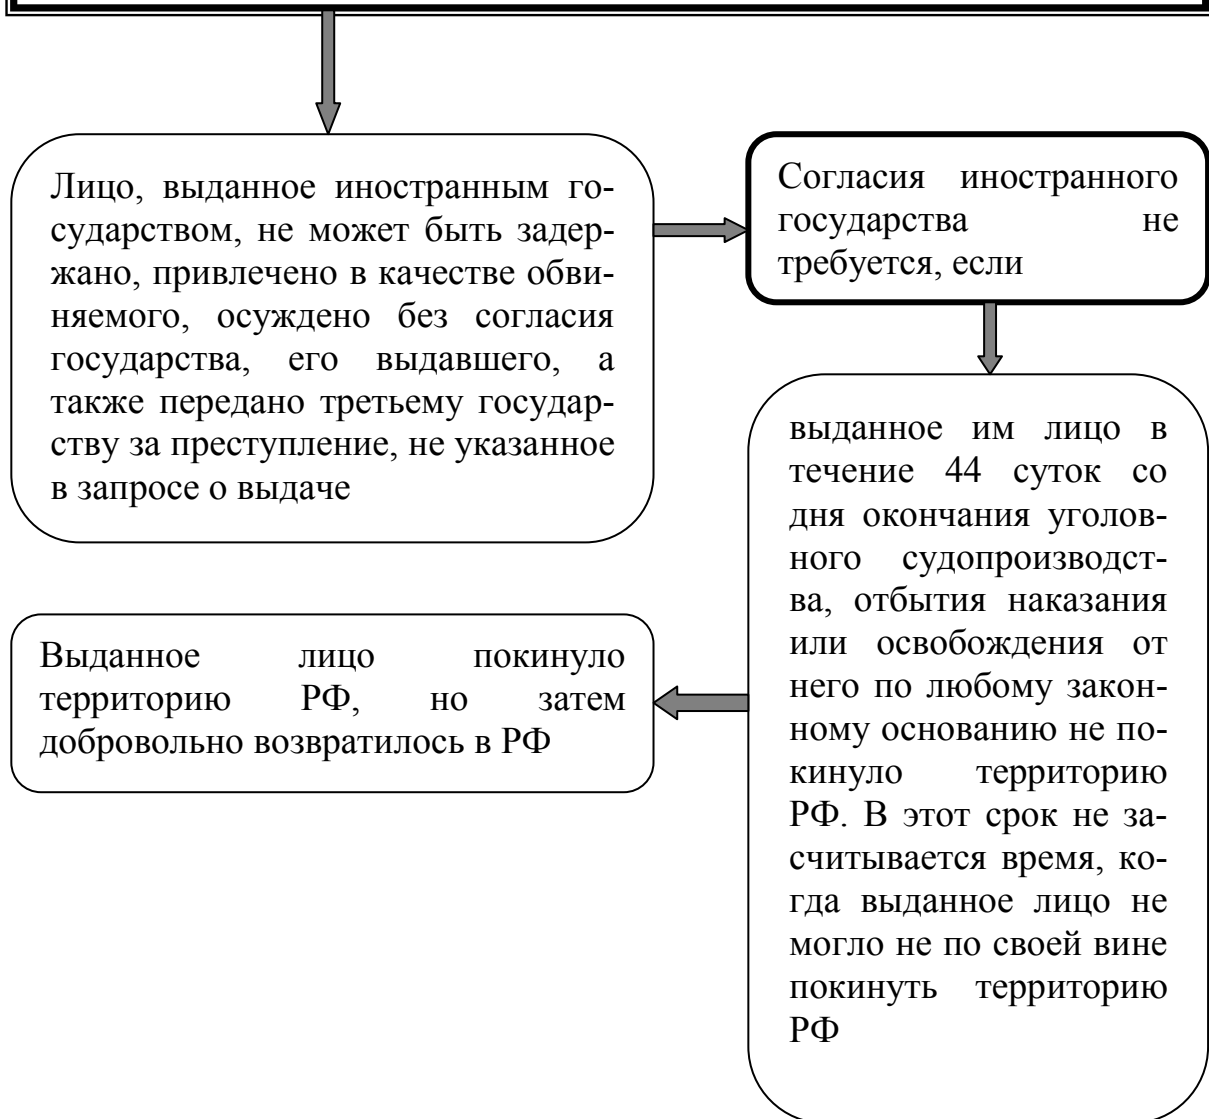 Лицо, выданное иностранным го-
сударством, не может быть задер-
жано, привлечено в качестве обви-
няемого, осуждено без согласия
государства, его выдавшего, а
также передано третьему государ-
ству за преступление, не указанное
в запросе о выдаче
Согласия иностранного
государства не
требуется, если
выданное им лицо в
течение 44 суток со
дня окончания уголов-
ного судопроизводст-
ва, отбытия наказания
или освобождения от
него по любому закон-
ному основанию не по-
кинуло территорию
РФ. В этот срок не за-
считывается время, ко-
гда выданное лицо не
могло не по своей вине
покинуть территорию
РФ
Выданное лицо покинуло
территорию РФ, но затем
добровольно возвратилось в РФ